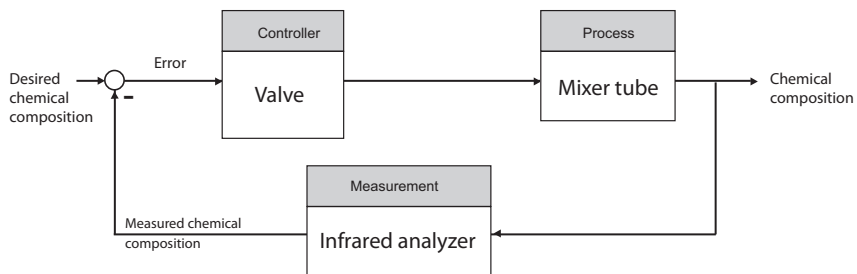 Controller
Process
Error
Desired
chemical
composition
Valve
Mixer tube
Chemical
composition
-
Measurement
Measured chemical
composition
Infrared analyzer